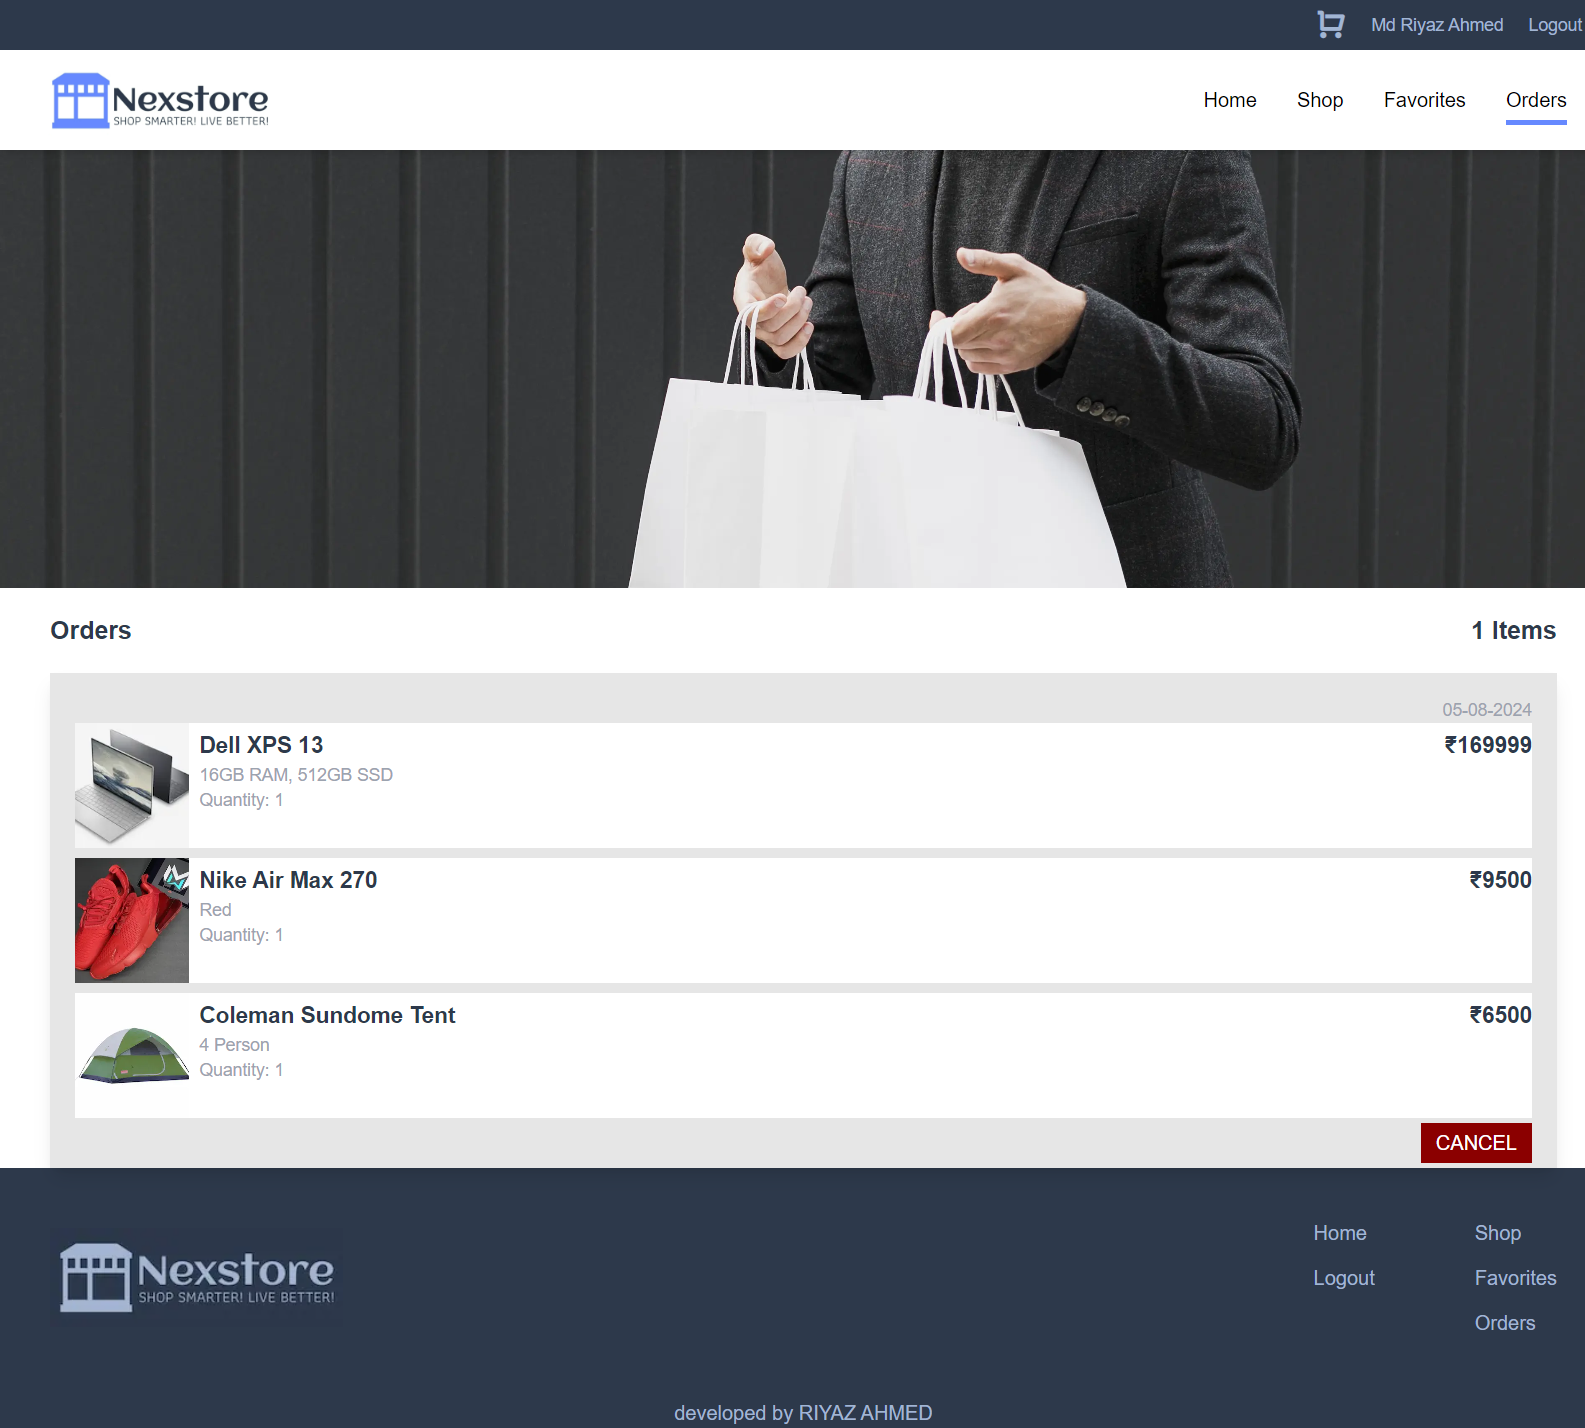 Md Riyaz Ahmed Logout
Nexstore
SHOP SMARTER! LIVE BETTER!
Home Shop Favorites Orders
Orders 1 Items
05-08-2024
Dell XPS 13 ₹169999
16GB RAM, 512GB SSD
Quantity: 1
Nike Air Max 270 ₹9500
Red
Quantity: 1
Coleman Sundome Tent ₹6500
4 Person
Quantity: 1
CANCEL
Home Shop
Nexstore
SHOP SMARTER! LIVE BETTER!
Logout Favorites
Orders
developed by RIYAZ AHMED